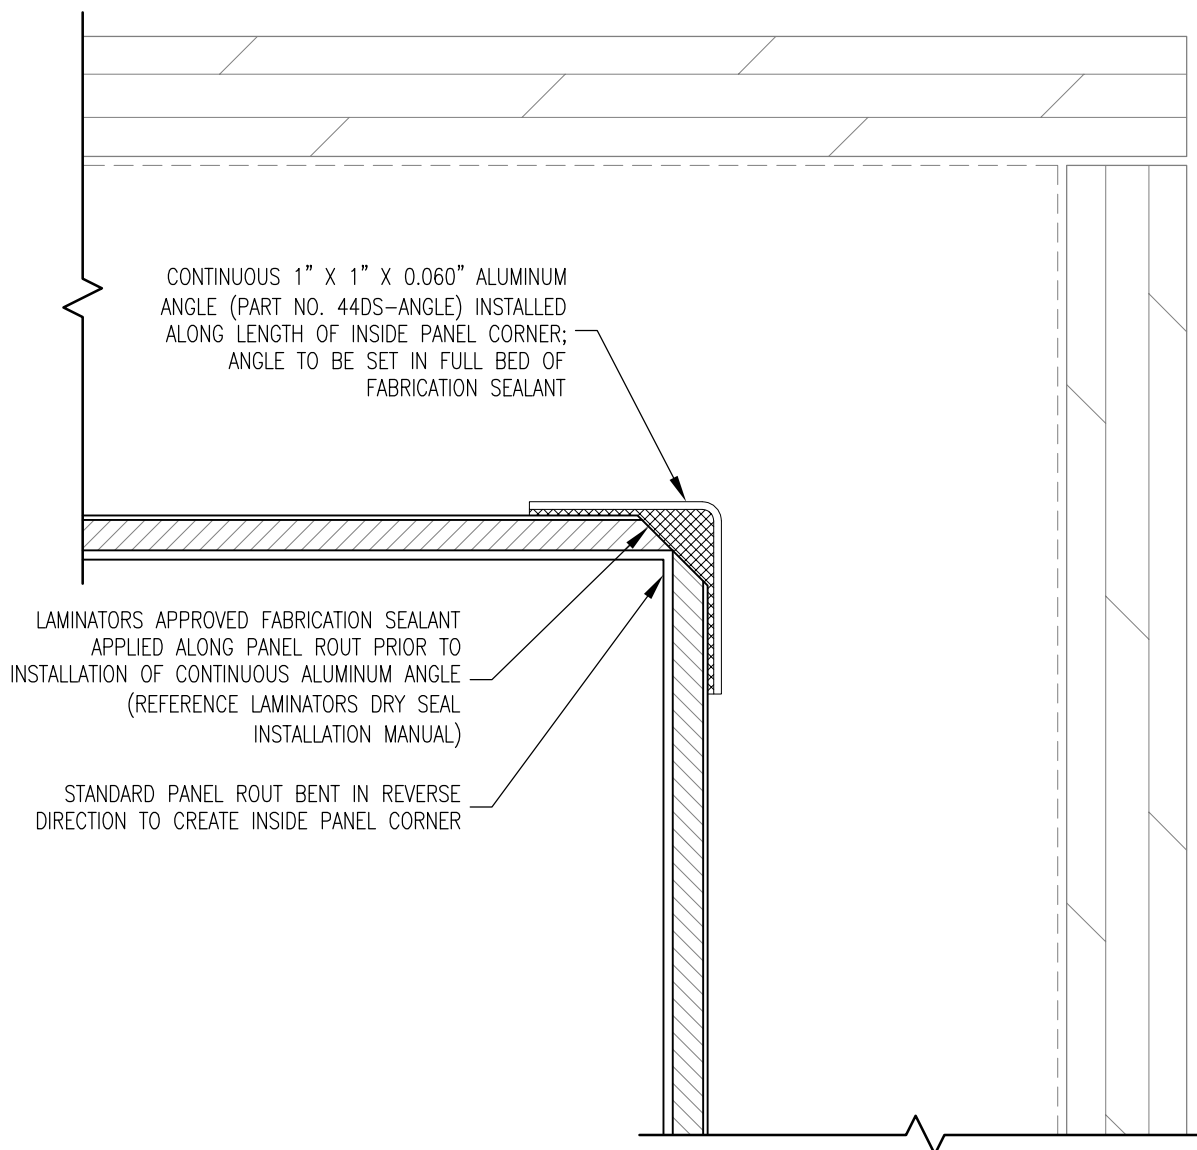 CONTINUOUS 1” X 1” X 0.060” ALUMINUM
ANGLE (PART NO. 44DS-ANGLE) INSTALLED
ALONG LENGTH OF INSIDE PANEL CORNER;
ANGLE TO BE SET IN FULL BED OF
FABRICATION SEALANT
LAMINATORS APPROVED FABRICATION SEALANT
APPLIED ALONG PANEL ROUT PRIOR TO
INSTALLATION OF CONTINUOUS ALUMINUM ANGLE
(REFERENCE LAMINATORS DRY SEAL
INSTALLATION MANUAL)
STANDARD PANEL ROUT BENT IN REVERSE
DIRECTION TO CREATE INSIDE PANEL CORNER